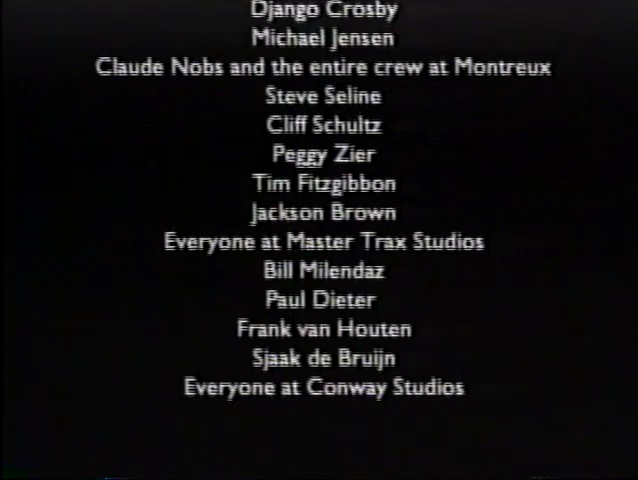 Django Crosby
Michael Jensen
Claude Nobs and the entire crew at Montreux
Steve Seline
Cliff Schultz
Peggy Zier
Tim Fitzgibbon
Jackson Brown
Everyone at Master Trax Studios
Bill Milendaz
Paul Dieter
Frank van Houten
Sjaak de Bruijn
Everyone at Conway Studios